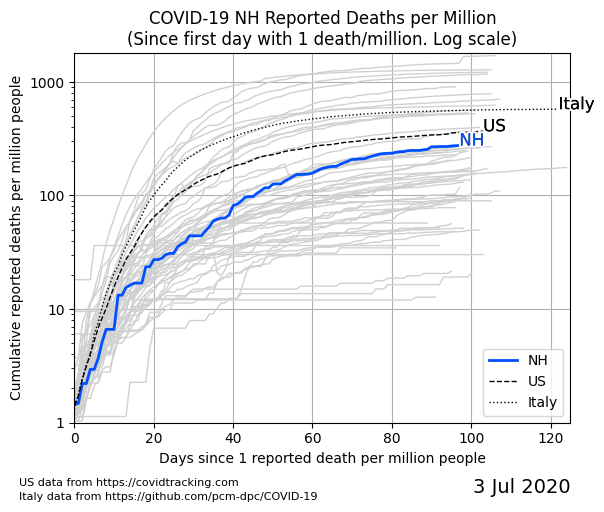 COVID-19 NH Reported Deaths per Million
(Since first day with 1 death/million. Log scale)
Cumulative reported deaths per million people
1000
100
10
1
Italy
US
NH
NH
US
Italy
0 20 40 60 80 100 120
Days since 1 reported death per million people
US data from https://covidtracking.com
Italy data from https://github.com/pcm-dpc/COVID-19
3 Jul 2020